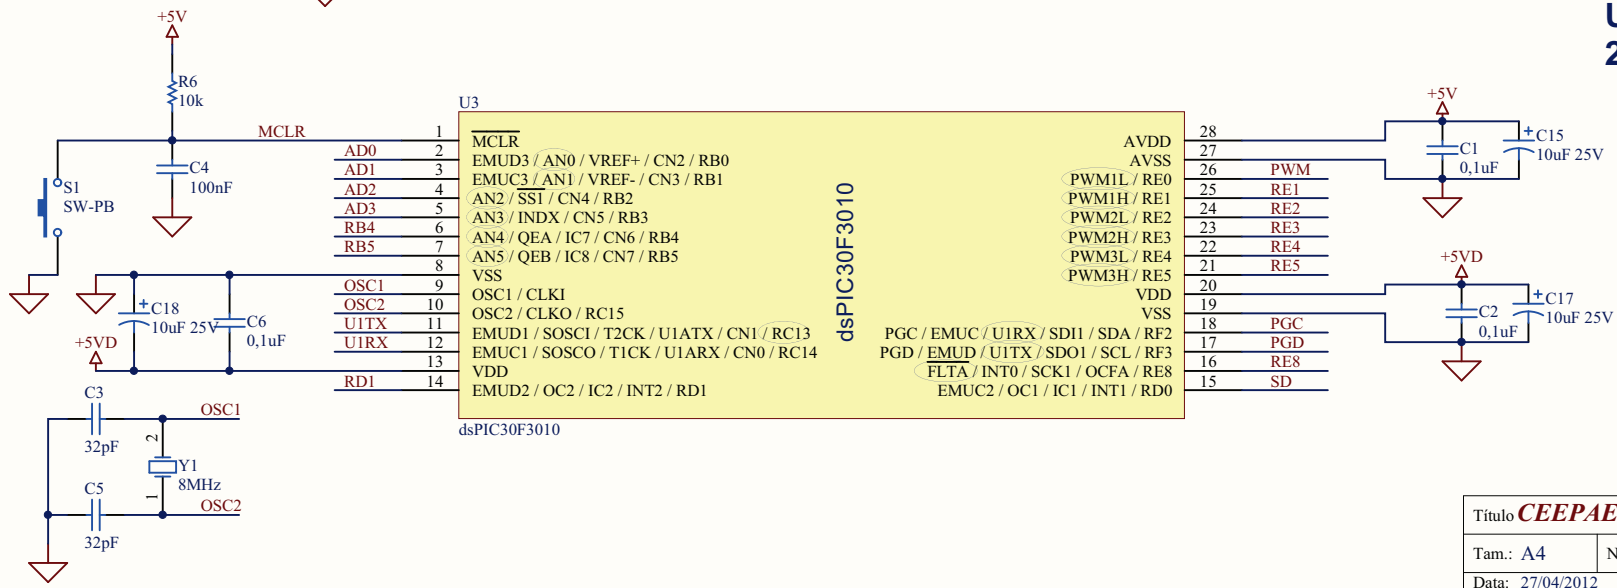 +5V
R6
10k
MCLR
S1
SW-PB
C4
100nF
AD0
AD1
AD2
AD3
RB4
RB5
OSC1
OSC2
U1TX
U1RX
RD1
C18
+
10uF 25V
C6
0,1uF
+5VD
C3
32pF
OSC1
2
Y1
8MHz
1
C5
32pF
OSC2
U3
1
2
3
4
5
6
7
8
9
10
11
12
13
14
MCLR
EMUD3 / AN0 / VREF+ / CN2 / RB0
EMUC3 / AN1 / VREF- / CN3 / RB1
AN2 / SS1 / CN4 / RB2
AN3 / INDX / CN5 / RB3
AN4 / QEA / IC7 / CN6 / RB4
AN5 / QEB / IC8 / CN7 / RB5
VSS
OSC1 / CLKI
OSC2 / CLKO / RC15
EMUD1 / SOSCI / T2CK / U1ATX / CN1 / RC13
EMUC1 / SOSCO / T1CK / U1ARX / CN0 / RC14
VDD
EMUD2 / OC2 / IC2 / INT2 / RD1
dsPIC30F3010
dsPIC30F3010
AVDD
AVSS
PWM1L / RE0
PWM1H / RE1
PWM2L / RE2
PWM2H / RE3
PWM3L / RE4
PWM3H / RE5
VDD
VSS
PGC / EMUC / U1RX / SDI1 / SDA / RF2
PGD / EMUD / U1TX / SDO1 / SCL / RF3
FLTA / INT0 / SCK1 / OCFA / RE8
EMUC2 / OC1 / IC1 / INT1 / RD0
28
27
26
25
24
23
22
21
20
19
18
17
16
15
PWM
RE1
RE2
RE3
RE4
RE5
PGC
PGD
RE8
SD
+5V
C1
0,1uF
+
C15
10uF 25V
+5VD
C2
0,1uF
+
C17
10uF 25V
2
Título CEEPAE
Tam.: A4
N
Data: 27/04/2012